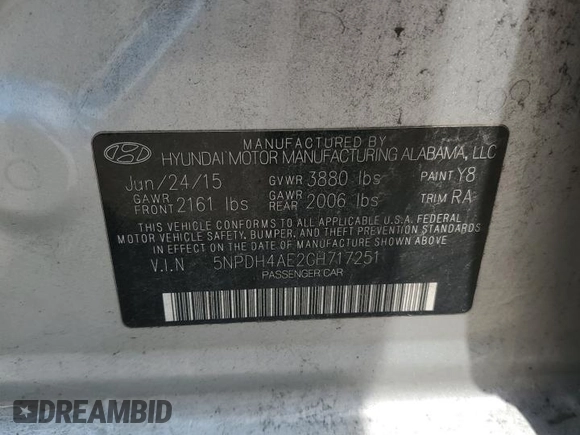 MANUFACTURED BY
HYUNDAI MOTOR MANUFACTURING ALABAMA, LLC
Jun/24/15 GVWR 3880 lbs PAINT Y8
GAWR FRONT 2161 lbs GAWR REAR 2006 lbs TRIM RA
THIS VEHICLE CONFORMS TO ALL APPLICABLE U.S.A. FEDERAL
MOTOR VEHICLE SAFETY, BUMPER, AND THEFT PREVENTION STANDARDS
IN EFFECT ON THE DATE OF MANUFACTURE SHOWN ABOVE.
V.I.N 5NPDH4AE2GH717251
PASSENGER CAR
DREAMBID